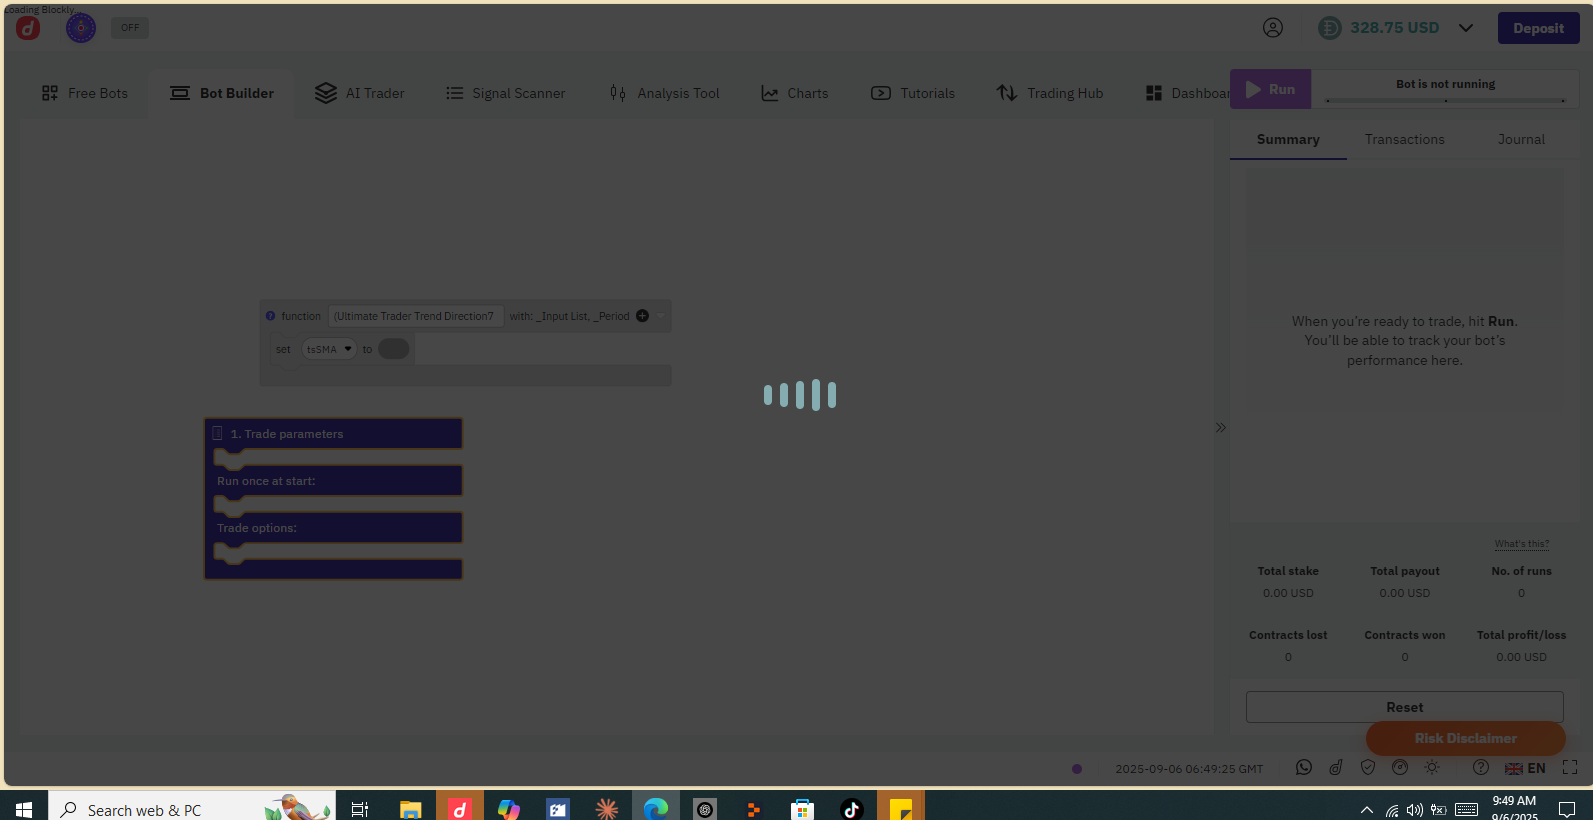 Loading Blockly...
OFF
328.75 USD
Deposit
Free Bots
Bot Builder
AI Trader
Signal Scanner
Analysis Tool
Charts
Tutorials
Trading Hub
Dashboar
Run
Bot is not running
Summary
Transactions
Journal
function (Ultimate Trader Trend Direction7 with: _Input List, _Period
set tsSMA to
1. Trade parameters
Run once at start:
Trade options:
When you're ready to trade, hit Run.
You'll be able to track your bot's
performance here.
What's this?
Total stake
Total payout
No. of runs
0.00 USD
0.00 USD
0
Contracts lost
Contracts won
Total profit/loss
0
0
0.00 USD
Reset
Risk Disclaimer
2025-09-06 06:49:25 GMT
EN
Search web & PC
9:49 AM
9/6/2025